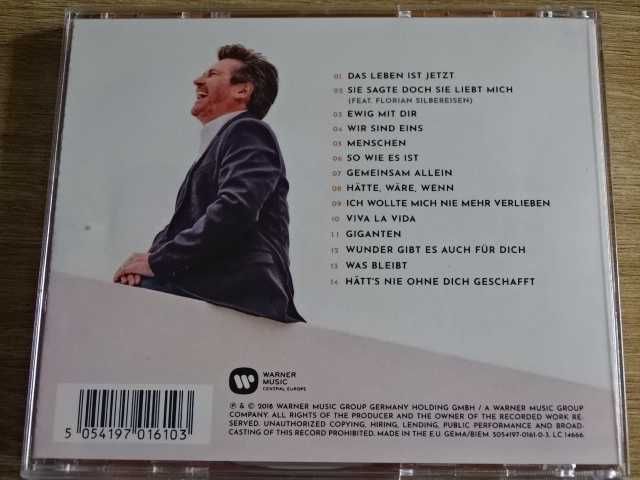 01 DAS LEBEN IST JETZT
02 SIE SAGTE DOCH SIE LIEBT MICH
(FEAT. FLORIAN SILBEREISEN)
03 EWIG MIT DIR
04 WIR SIND EINS
05 MENSCHEN
06 SO WIE ES IST
07 GEMEINSAM ALLEIN
08 HÄTTE, WÄRE, WENN
09 ICH WOLLTE MICH NIE MEHR VERLIEBEN
10 VIVA LA VIDA
11 GIGANTEN
12 WUNDER GIBT ES AUCH FÜR DICH
13 WAS BLEIBT
14 HÄTT'S NIE OHNE DICH GESCHAFFT
WARNER
MUSIC
CENTRAL EUROPE
℗ & © 2018 WARNER MUSIC GROUP GERMANY HOLDING GMBH / A WARNER MUSIC GROUP
COMPANY. ALL RIGHTS OF THE PRODUCER AND THE OWNER OF THE RECORDED WORK RE-
SERVED. UNAUTHORIZED COPYING, HIRING, LENDING, PUBLIC PERFORMANCE AND BROAD-
CASTING OF THIS RECORD PROHIBITED. MADE IN THE E.U. GEMA/BIEM. 5054197-0161-0-3. LC 14666.
5 054197 016103